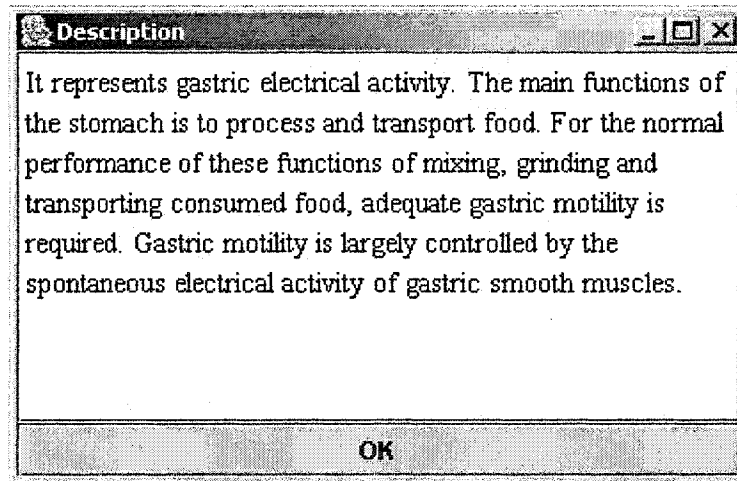 Description
It represents gastric electrical activity. The main functions of
the stomach is to process and transport food. For the normal
performance of these functions of mixing, grinding and
transporting consumed food, adequate gastric motility is
required. Gastric motility is largely controlled by the
spontaneous electrical activity of gastric smooth muscles.
OK